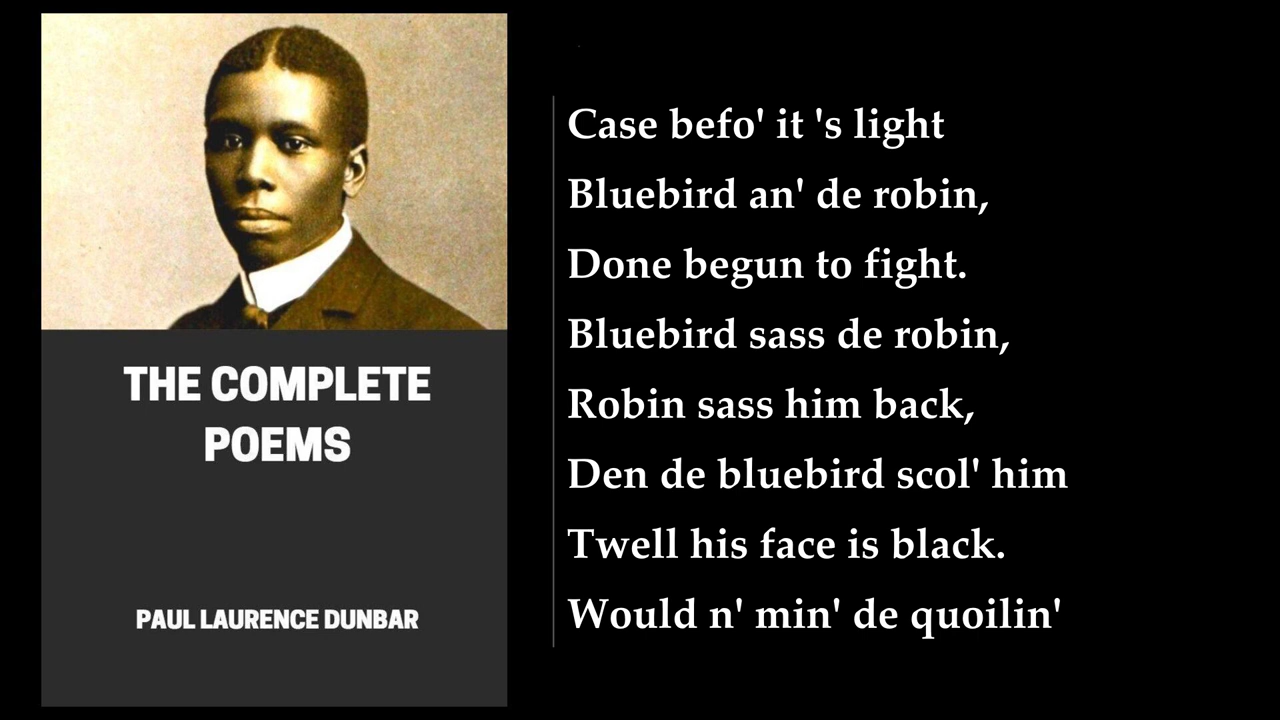 THE COMPLETE
POEMS
PAUL LAURENCE DUNBAR
Case befo' it 's light
Bluebird an' de robin,
Done begun to fight.
Bluebird sass de robin,
Robin sass him back,
Den de bluebird scol' him
Twell his face is black.
Would n' min' de quoilin'